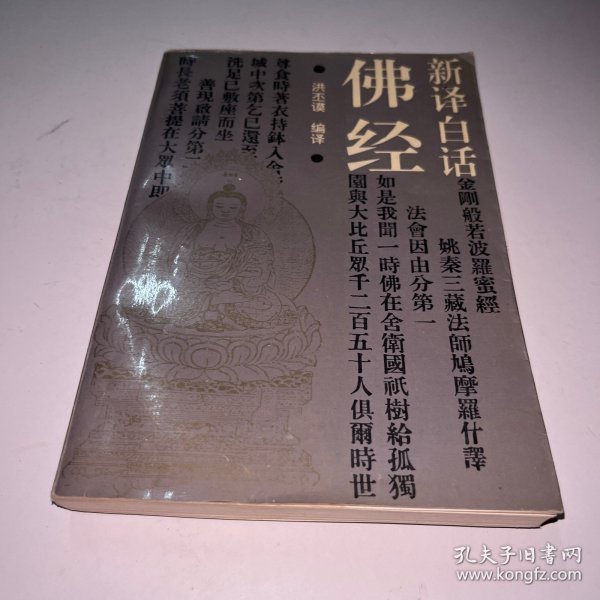 新译白话
佛经
洪丕谟 编译
金剛般若波羅蜜經
姚秦三藏法師鳩摩羅什譯
法會因由分第一
如是我聞一時佛在舍衛國祇樹給孤獨
園與大比丘眾千二百五十人俱爾時世
尊食時著衣持鉢入舍
城中次第乞已還至
洗足已敷座而坐
善現啟請分第二
時長老須菩提在大眾中即
孔夫子旧书网
www.kongfz.com